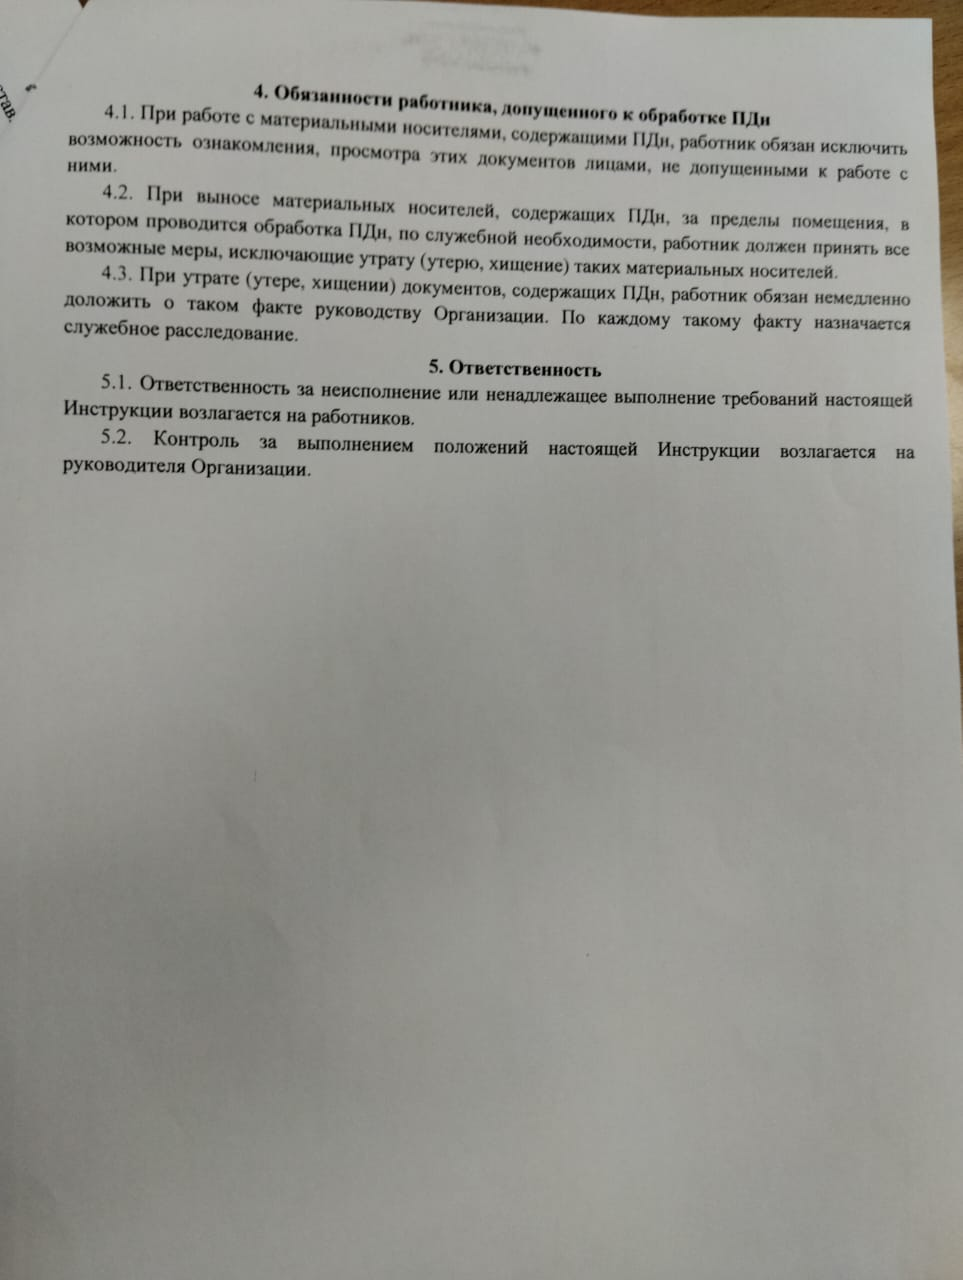 тав.
4. Обязанности работника, допущенного к обработке ПДн
4.1. При работе с материальными носителями, содержащими ПДн, работник обязан исключить
возможность ознакомления, просмотра этих документов лицами, не допущенными к работе с
ними.
4.2. При выносе материальных носителей, содержащих ПДн, за пределы помещения, в
котором проводится обработка ПДн, по служебной необходимости, работник должен принять все
возможные меры, исключающие утрату (утерю, хищение) таких материальных носителей.
4.3. При утрате (утере, хищении) документов, содержащих ПДн, работник обязан немедленно
доложить о таком факте руководству Организации. По каждому такому факту назначается
служебное расследование.
5. Ответственность
5.1. Ответственность за неисполнение или ненадлежащее выполнение требований настоящей
Инструкции возлагается на работников.
5.2. Контроль за выполнением положений настоящей Инструкции возлагается на
руководителя Организации.